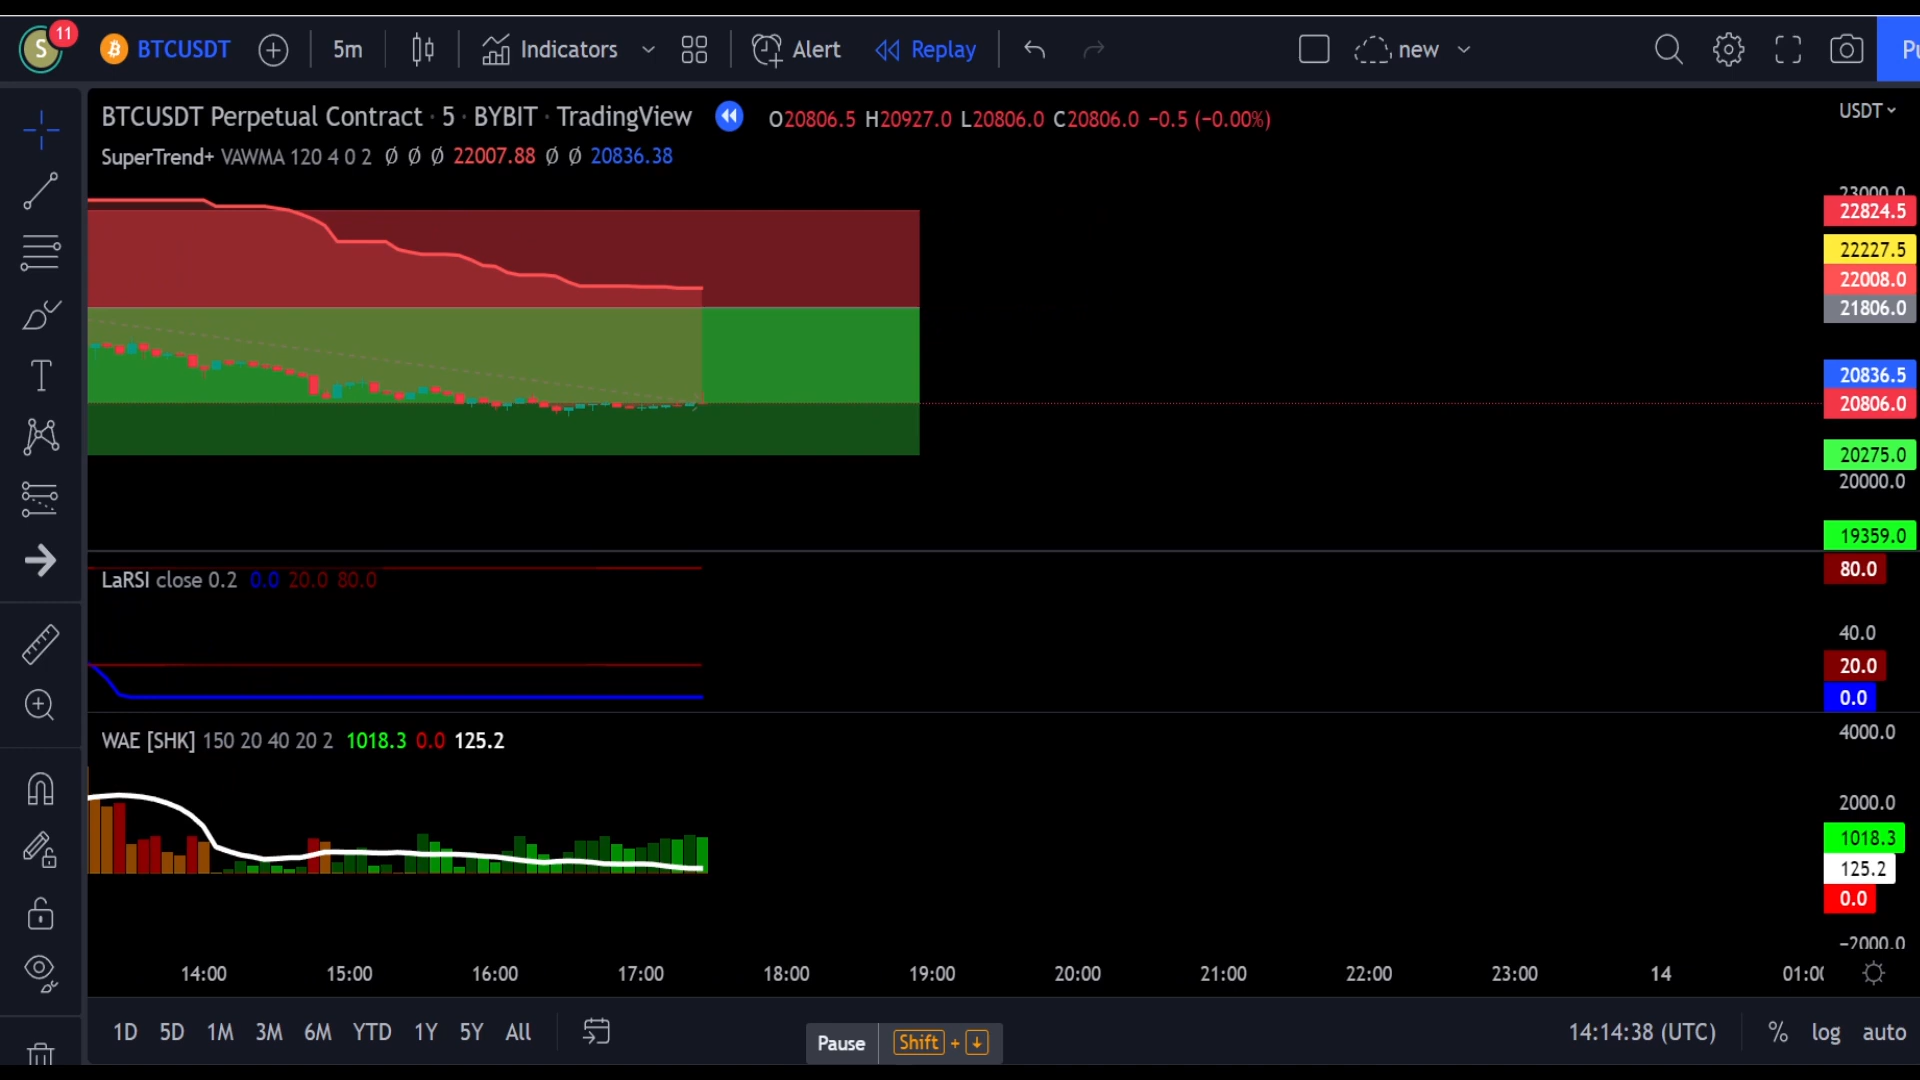 S 11 BTCUSDT 5m Indicators Alert Replay new Pu
BTCUSDT Perpetual Contract · 5 · BYBIT · TradingView O20806.5 H20927.0 L20806.0 C20806.0 −0.5 (−0.00%) USDT
SuperTrend+ VAWMA 120 4 0 2 Ø Ø Ø 22007.88 Ø Ø 20836.38
23000.0
22824.5
22227.5
22008.0
21806.0
20836.5
20806.0
20275.0
20000.0
19359.0
LaRSI close 0.2 0.0 20.0 80.0
80.0
40.0
20.0
0.0
WAE [SHK] 150 20 40 20 2 1018.3 0.0 125.2
4000.0
2000.0
1018.3
125.2
0.0
−2000.0
14:00 15:00 16:00 17:00 18:00 19:00 20:00 21:00 22:00 23:00 14 01:00
1D 5D 1M 3M 6M YTD 1Y 5Y All 14:14:38 (UTC) % log auto
Pause Shift + ↓